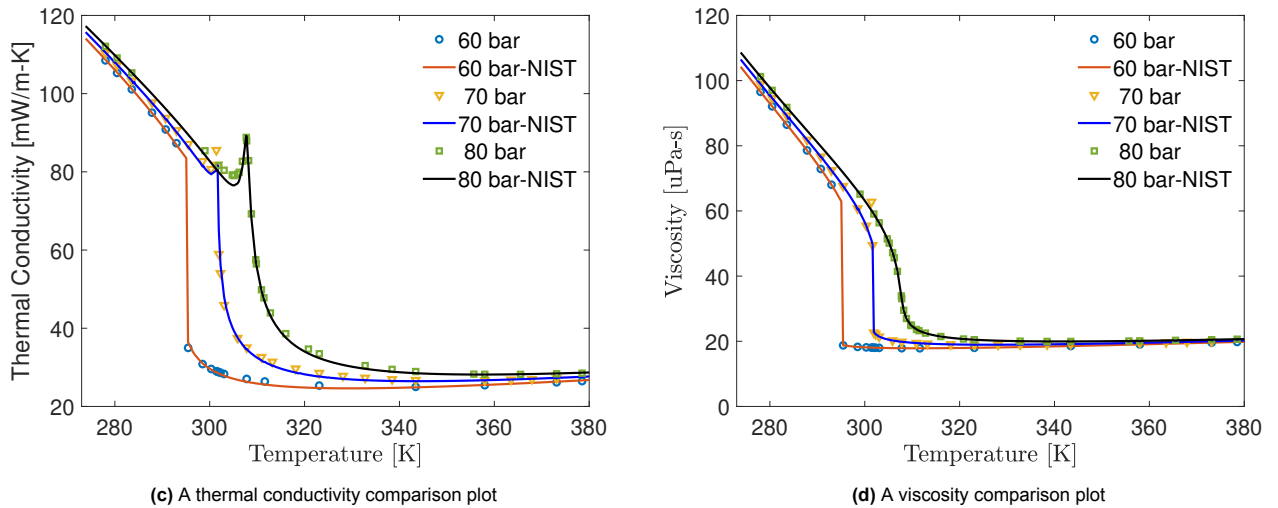 Thermal Conductivity [mW/m-K]
120
100
80
60
40
20
280
300
320
340
360
380
Temperature [K]
60 bar
60 bar-NIST
70 bar
70 bar-NIST
80 bar
80 bar-NIST
(c) A thermal conductivity comparison plot
Viscosity [uPa-s]
120
100
80
60
40
20
0
280
300
320
340
360
380
Temperature [K]
60 bar
60 bar-NIST
70 bar
70 bar-NIST
80 bar
80 bar-NIST
(d) A viscosity comparison plot